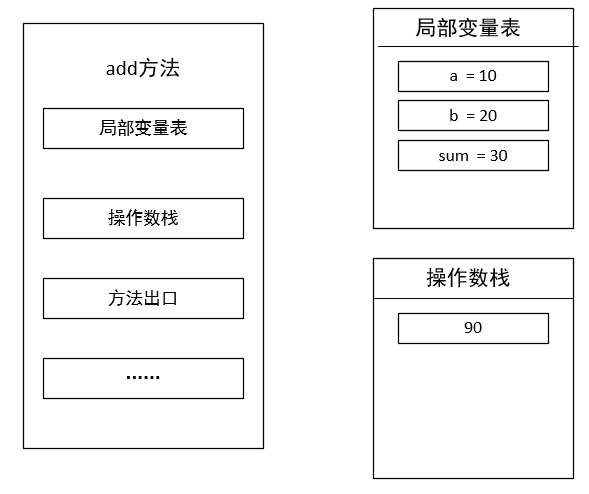 add方法
局部变量表
操作数栈
方法出口
······
局部变量表
a = 10
b = 20
sum = 30
操作数栈
90